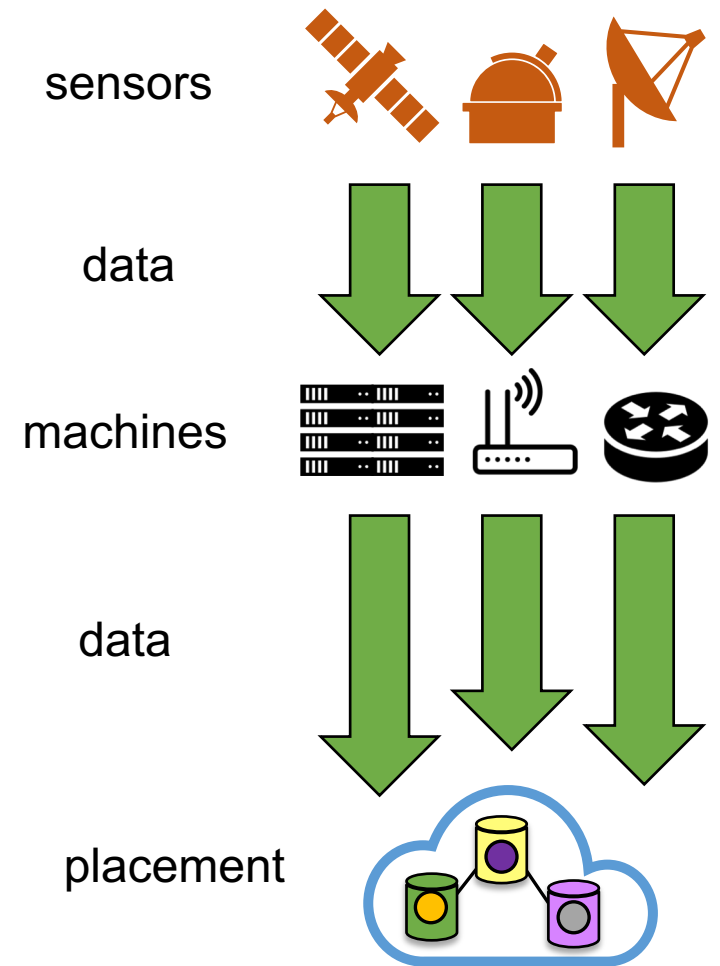 sensors
data
machines
data
placement